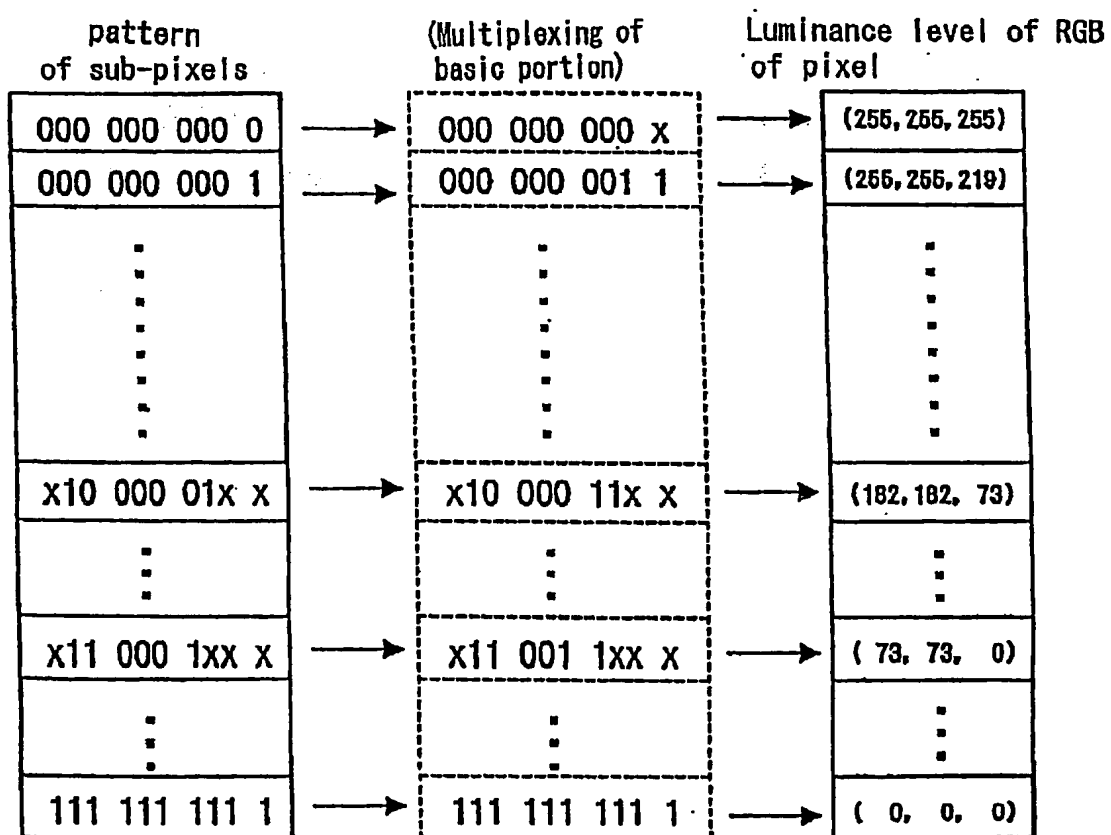 pattern
of sub-pixels
(Multiplexing of
basic portion)
Luminance level of RGB
of pixel
000 000 000 0
000 000 000 x
(255, 255, 255)
000 000 000 1
000 000 001 1
(255, 255, 219)
x10 000 01x x
x10 000 11x x
(182, 182, 73)
x11 000 1xx x
x11 001 1xx x
( 73, 73, 0)
111 111 111 1
111 111 111 1
( 0, 0, 0)